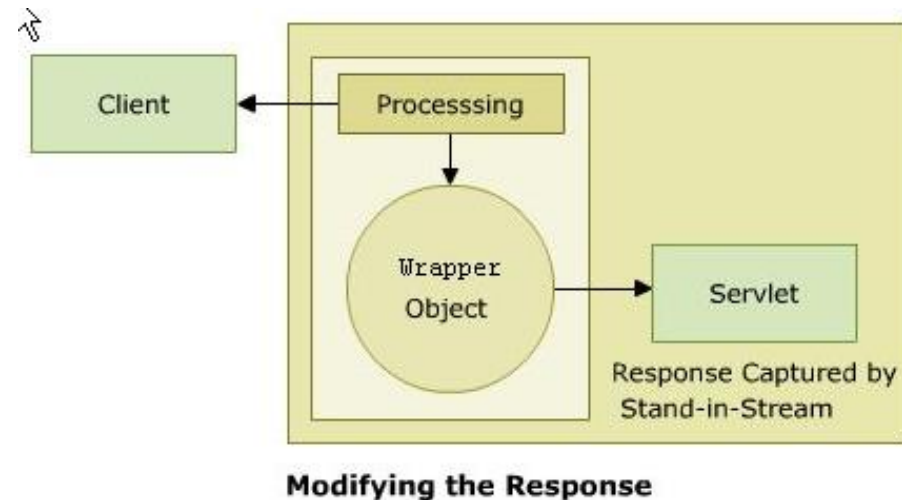 Client
Processsing
Wrapper
Object
Servlet
Response Captured by
Stand-in-Stream
Modifying the Response